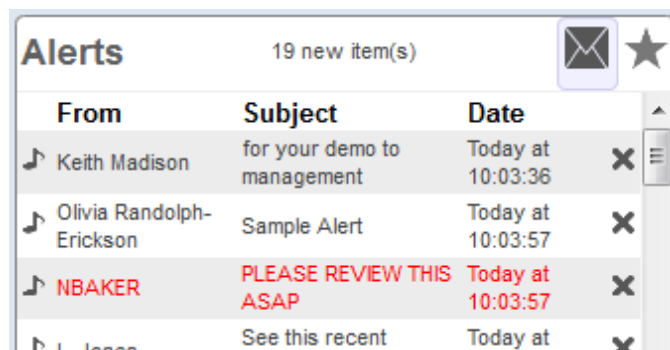 Alerts 19 new item(s)
From Subject Date
Keith Madison for your demo to management Today at 10:03:36
Olivia Randolph-Erickson Sample Alert Today at 10:03:57
NBAKER PLEASE REVIEW THIS ASAP Today at 10:03:57
See this recent Today at